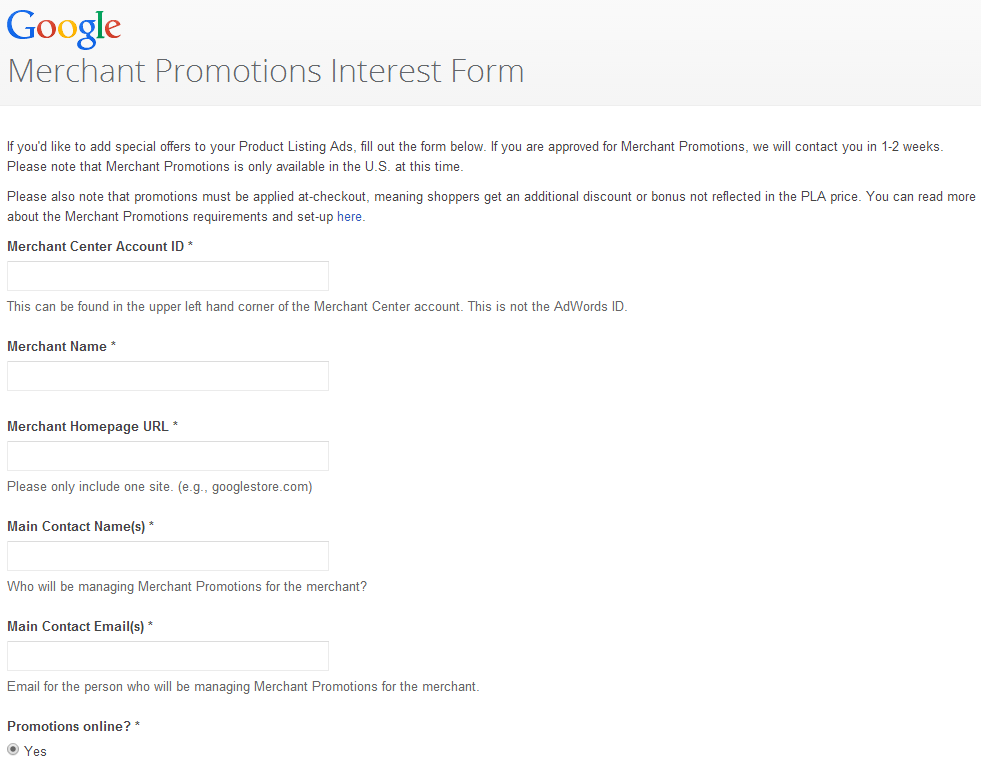 Google
Merchant Promotions Interest Form
If you'd like to add special offers to your Product Listing Ads, fill out the form below. If you are approved for Merchant Promotions, we will contact you in 1-2 weeks.
Please note that Merchant Promotions is only available in the U.S. at this time.
Please also note that promotions must be applied at-checkout, meaning shoppers get an additional discount or bonus not reflected in the PLA price. You can read more
about the Merchant Promotions requirements and set-up here.
Merchant Center Account ID *
This can be found in the upper left hand corner of the Merchant Center account. This is not the AdWords ID.
Merchant Name *
Merchant Homepage URL *
Please only include one site. (e.g., googlestore.com)
Main Contact Name(s) *
Who will be managing Merchant Promotions for the merchant?
Main Contact Email(s) *
Email for the person who will be managing Merchant Promotions for the merchant.
Promotions online? *
Yes